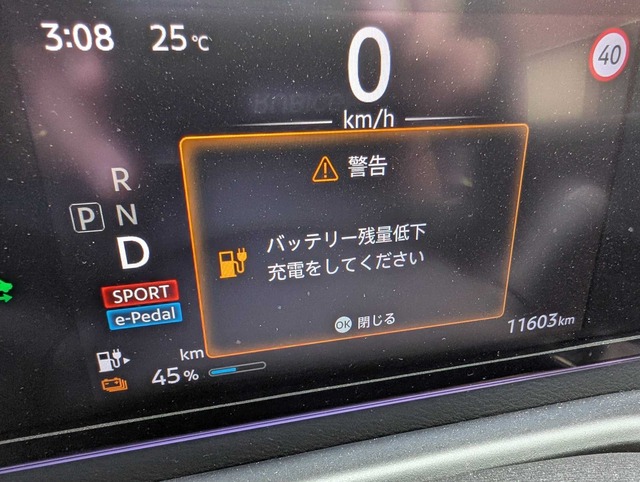 3:08 25℃
0
km/h
40
警告
バッテリー残量低下
充電をしてください
OK 閉じる
R
P N
D
SPORT
e-Pedal
km
45%
11603km